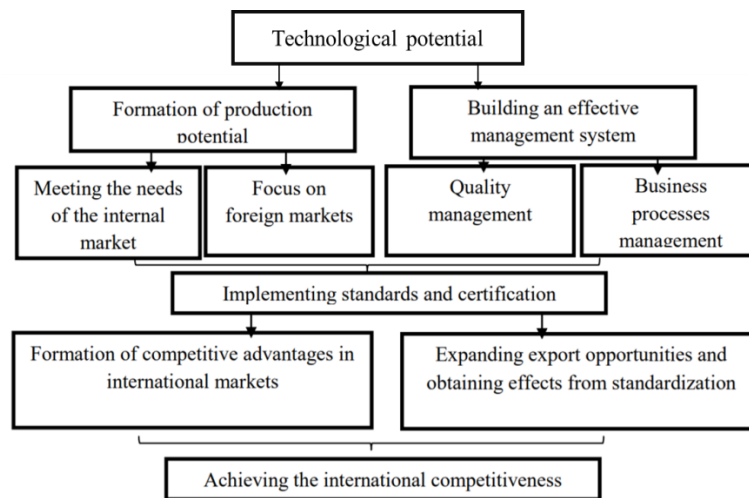 Technological potential
Formation of production
potential
Building an effective
management system
Meeting the needs
of the internal
market
Focus on
foreign markets
Quality
management
Business
processes
management
Implementing standards and certification
Formation of competitive advantages in
international markets
Expanding export opportunities and
obtaining effects from standardization
Achieving the international competitiveness